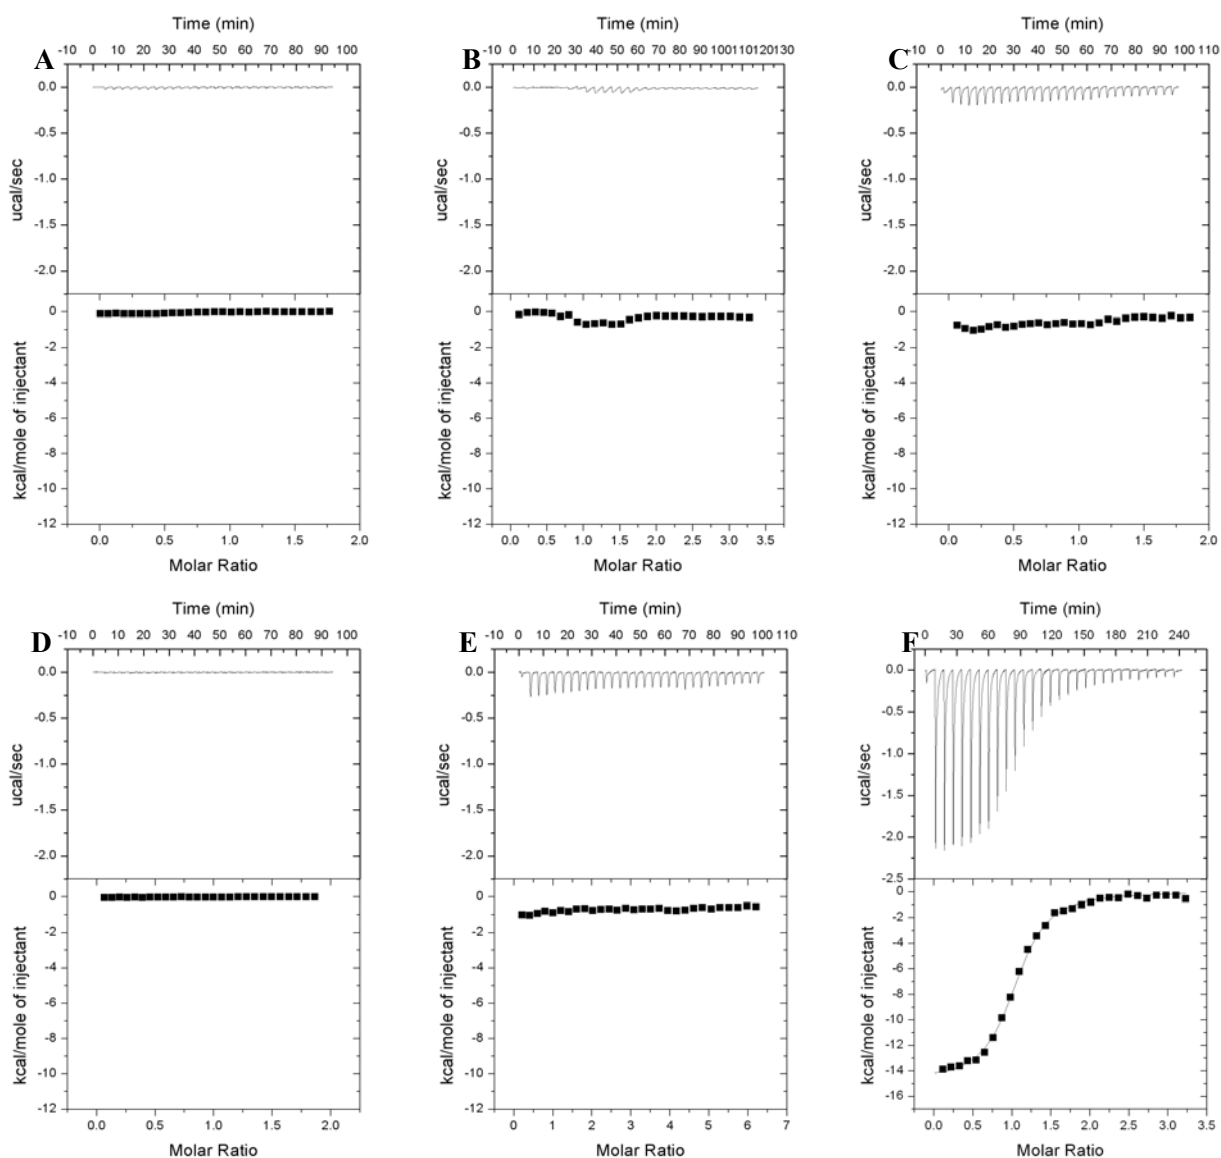 Time (min)
-10 0 10 20 30 40 50 60 70 80 90 100
A
0.0
-0.5
-1.0
-1.5
-2.0
ucal/sec
0
-2
-4
-6
-8
-10
-12
kcal/mole of injectant
0.0 0.5 1.0 1.5 2.0
Molar Ratio
Time (min)
-10 0 10 20 30 40 50 60 70 80 90 100 110 120 130
B
0.0
-0.5
-1.0
-1.5
-2.0
ucal/sec
0
-2
-4
-6
-8
-10
-12
kcal/mole of injectant
0.0 0.5 1.0 1.5 2.0 2.5 3.0 3.5
Molar Ratio
Time (min)
-10 0 10 20 30 40 50 60 70 80 90 100 110
C
0.0
-0.5
-1.0
-1.5
-2.0
ucal/sec
0
-2
-4
-6
-8
-10
-12
kcal/mole of injectant
0.0 0.5 1.0 1.5 2.0
Molar Ratio
Time (min)
-10 0 10 20 30 40 50 60 70 80 90 100
D
0.0
-0.5
-1.0
-1.5
-2.0
ucal/sec
0
-2
-4
-6
-8
-10
-12
kcal/mole of injectant
0.0 0.5 1.0 1.5 2.0
Molar Ratio
Time (min)
-10 0 10 20 30 40 50 60 70 80 90 100 110
E
0.0
-0.5
-1.0
-1.5
-2.0
ucal/sec
0
-2
-4
-6
-8
-10
-12
kcal/mole of injectant
0 1 2 3 4 5 6 7
Molar Ratio
Time (min)
0 30 60 90 120 150 180 210 240
F
0.0
-0.5
-1.0
-1.5
-2.0
-2.5
ucal/sec
0
-2
-4
-6
-8
-10
-12
-14
-16
kcal/mole of injectant
0.0 0.5 1.0 1.5 2.0 2.5 3.0 3.5
Molar Ratio